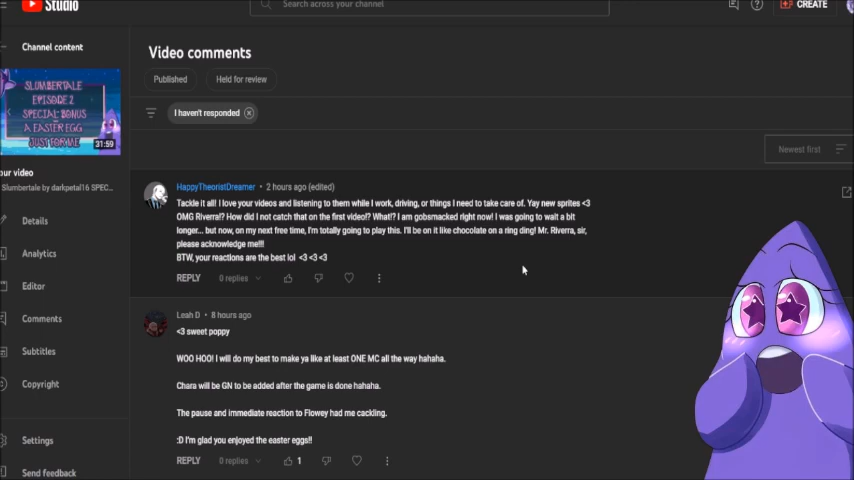 Studio
Search across your channel
CREATE
Channel content
Video comments
Published
Held for review
SLUMBERTALE
EPISODE 2
SPECIAL BONUS
A EASTER EGG
JUST FOR ME
31:59
I haven't responded
Newest first
our video
Slumbertale by darkpetal16 SPEC...
HappyTheoristDreamer • 2 hours ago (edited)
Tackle it all! I love your videos and listening to them while I work, driving, or things I need to take care of. Yay new sprites <3
OMG Riverra!? How did I not catch that on the first video!? What!? I am gobsmacked right now! I was going to wait a bit
longer... but now, on my next free time, I'm totally going to play this. I'll be on it like chocolate on a ring ding! Mr. Riverra, sir,
please acknowledge me!!!
BTW, your reactions are the best lol <3 <3 <3
REPLY 0 replies
Details
Analytics
Editor
Comments
Subtitles
Copyright
Settings
Send feedback
Leah D • 8 hours ago
<3 sweet poppy
WOO HOO! I will do my best to make ya like at least ONE MC all the way hahaha.
Chara will be GN to be added after the game is done hahaha.
The pause and immediate reaction to Flowey had me cackling.
:D I'm glad you enjoyed the easter eggs!!
REPLY 0 replies 1